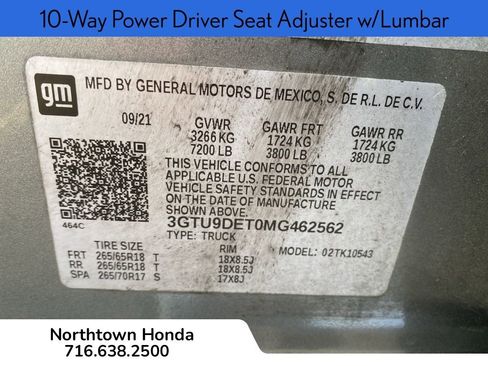 10-Way Power Driver Seat Adjuster w/Lumbar
gm
MFD BY GENERAL MOTORS DE MEXICO, S. DE R.L. DE C.V.
09/21 GVWR GAWR FRT GAWR RR
3266 KG 1724 KG 1724 KG
7200 LB 3800 LB 3800 LB
THIS VEHICLE CONFORMS TO ALL
APPLICABLE U.S. FEDERAL MOTOR
VEHICLE SAFETY STANDARDS IN EFFECT
ON THE DATE OF MANUFACTURE SHOWN ABOVE.
464C 3GTU9DET0MG462562
TYPE: TRUCK
TIRE SIZE RIM MODEL: 02TK10543
FRT 265/65R18 T 18X8.5J
RR 265/65R18 T 18X8.5J
SPA 265/70R17 S 17X8J
Northtown Honda
716.638.2500